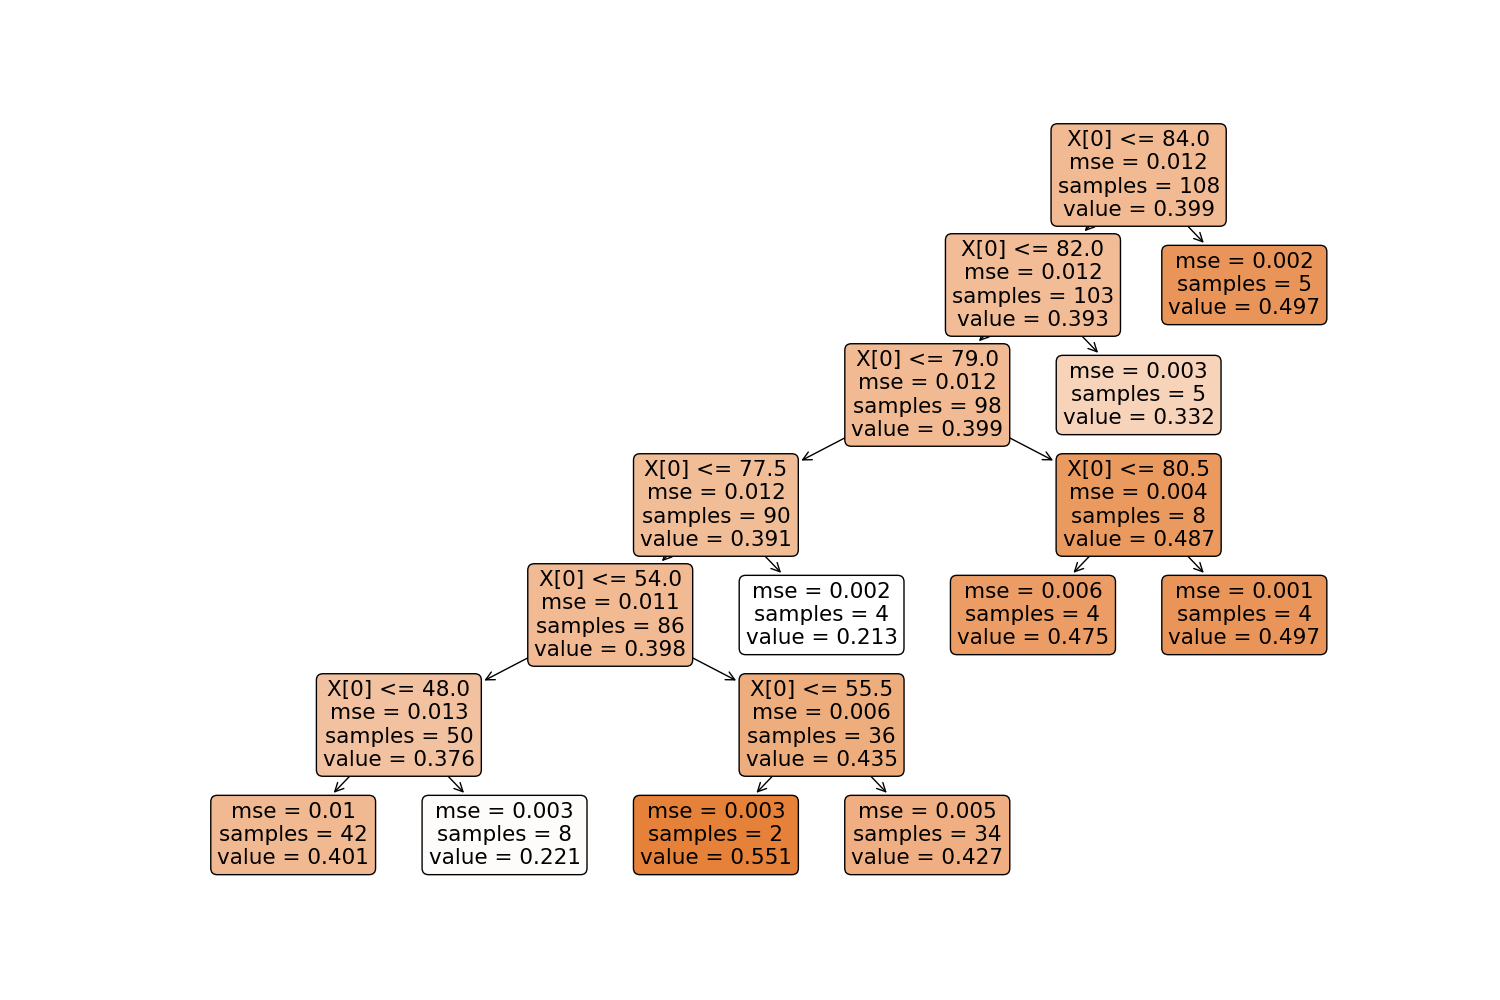 X[0] <= 84.0
mse = 0.012
samples = 108
value = 0.399
X[0] <= 82.0
mse = 0.012
samples = 103
value = 0.393
mse = 0.002
samples = 5
value = 0.497
X[0] <= 79.0
mse = 0.012
samples = 98
value = 0.399
mse = 0.003
samples = 5
value = 0.332
X[0] <= 77.5
mse = 0.012
samples = 90
value = 0.391
X[0] <= 80.5
mse = 0.004
samples = 8
value = 0.487
X[0] <= 54.0
mse = 0.011
samples = 86
value = 0.398
mse = 0.002
samples = 4
value = 0.213
mse = 0.006
samples = 4
value = 0.475
mse = 0.001
samples = 4
value = 0.497
X[0] <= 48.0
mse = 0.013
samples = 50
value = 0.376
X[0] <= 55.5
mse = 0.006
samples = 36
value = 0.435
mse = 0.01
samples = 42
value = 0.401
mse = 0.003
samples = 8
value = 0.221
mse = 0.003
samples = 2
value = 0.551
mse = 0.005
samples = 34
value = 0.427